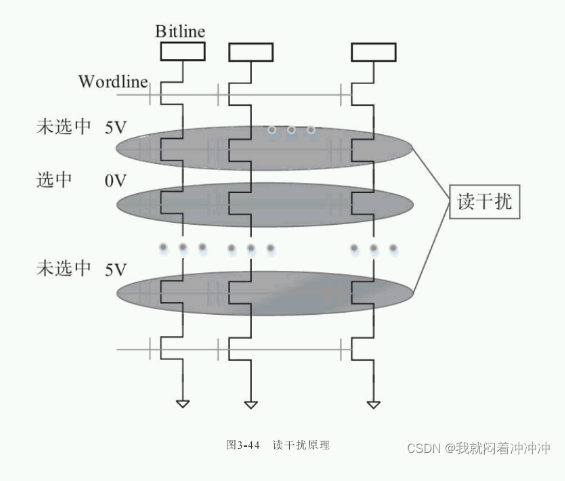 Bitline
Wordline
未选中 5V
选中 0V
读干扰
未选中 5V
图3-44 读干扰原理
CSDN @我就闷着冲冲冲